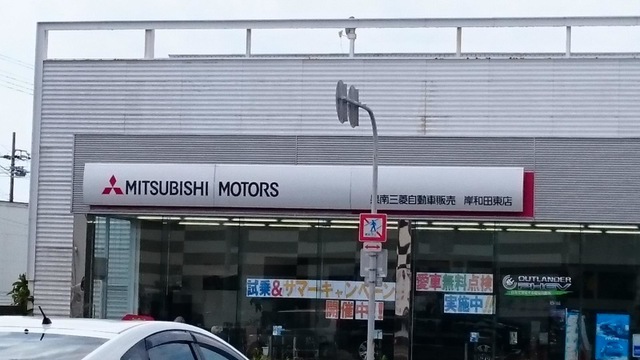 MITSUBISHI MOTORS
南三菱自動車販売 岸和田東店
試乗&サマーキャンペーン
開催中!!
愛車無料点検
実施中!!
OUTLANDER
PHEV